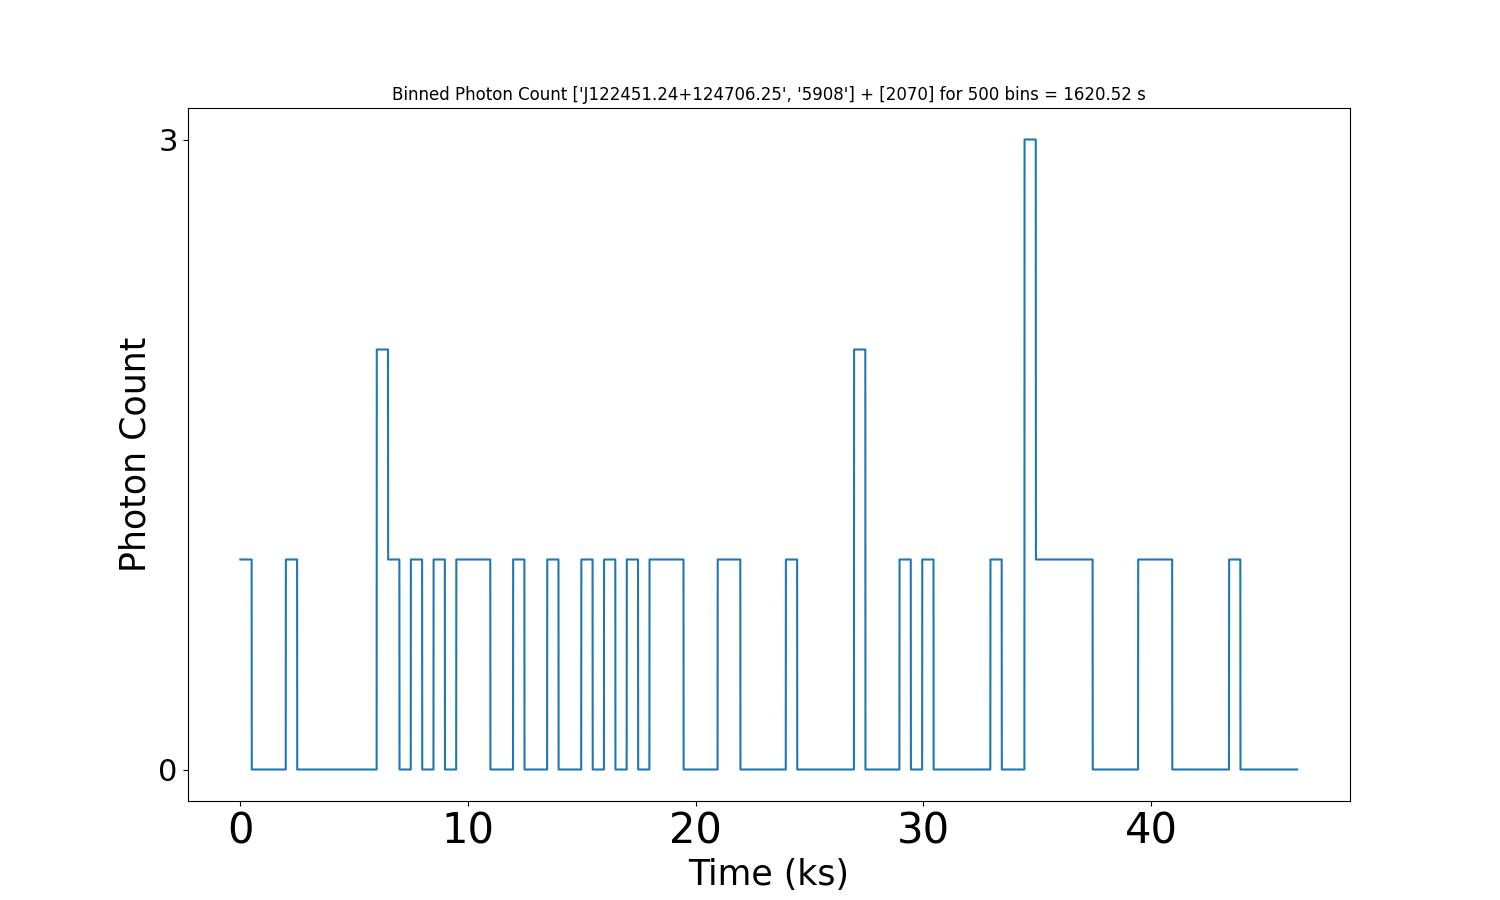 Binned Photon Count ['J122451.24+124706.25', '5908'] + [2070] for 500 bins = 1620.52 s
3
0
Photon Count
0 10 20 30 40
Time (ks)